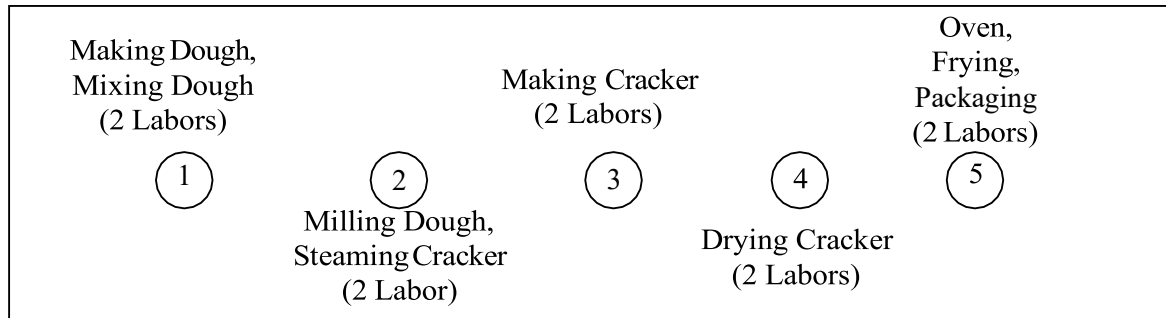 Making Dough,
Mixing Dough
(2 Labors)
1
2
Milling Dough,
Steaming Cracker
(2 Labor)
Making Cracker
(2 Labors)
3
4
Drying Cracker
(2 Labors)
Oven,
Frying,
Packaging
(2 Labors)
5